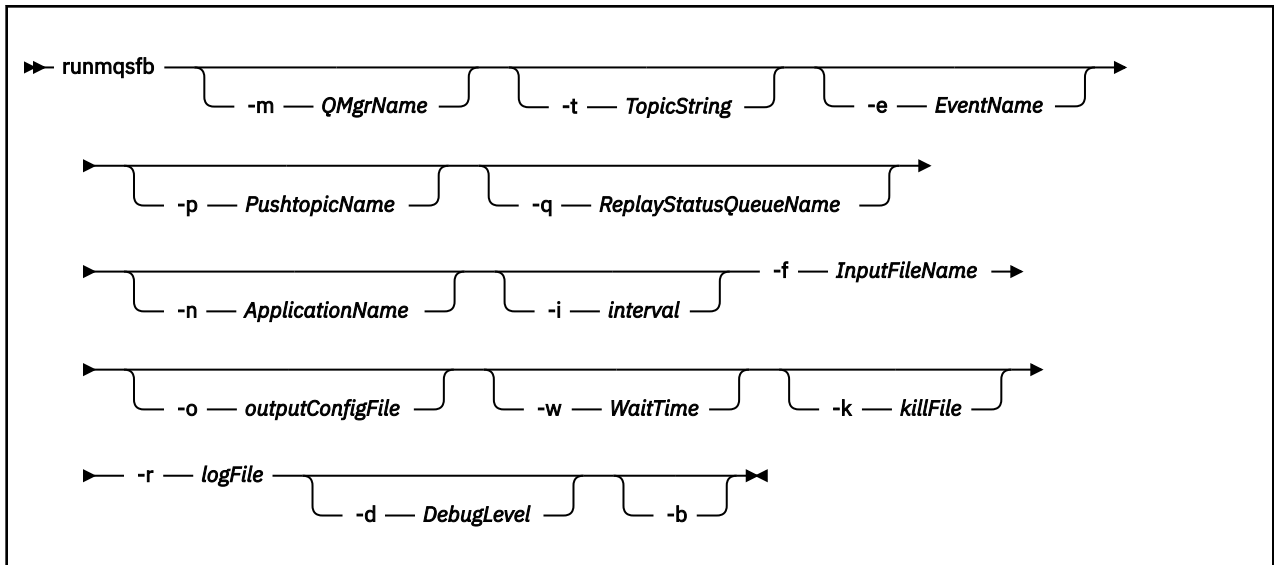 runmqsfb
-m QMgrName -t TopicString -e EventName
-p PushtopicName -q ReplayStatusQueueName
-f InputFileName
-n ApplicationName -i interval
-o outputConfigFile -w WaitTime -k killFile
-r logFile
-d DebugLevel -b